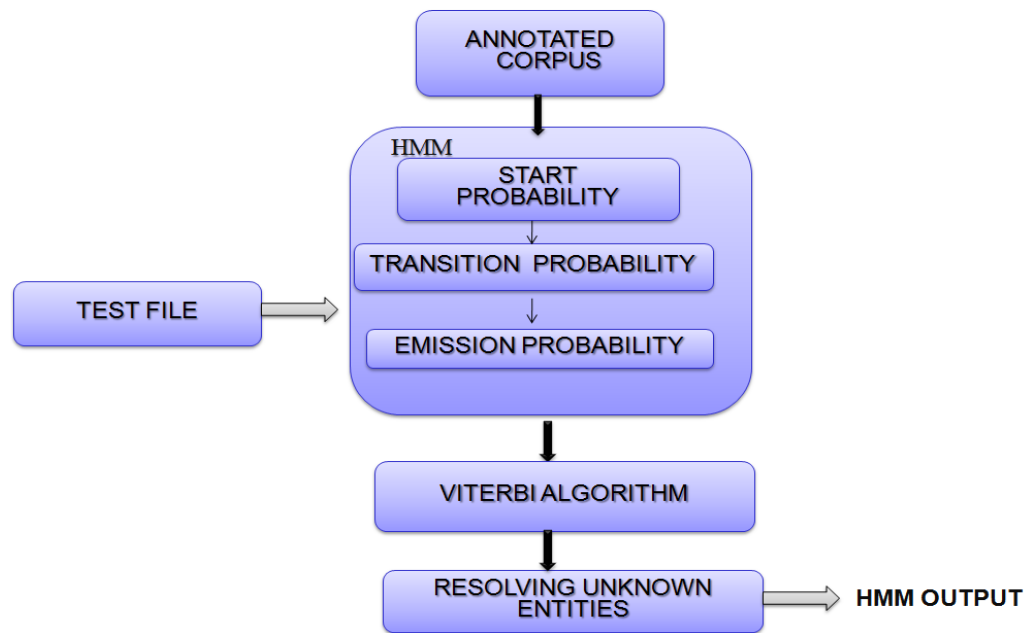 ANNOTATED
CORPUS
HMM
START
PROBABILITY
TRANSITION PROBABILITY
TEST FILE
EMISSION PROBABILITY
VITERBI ALGORITHM
RESOLVING UNKNOWN
ENTITIES
HMM OUTPUT